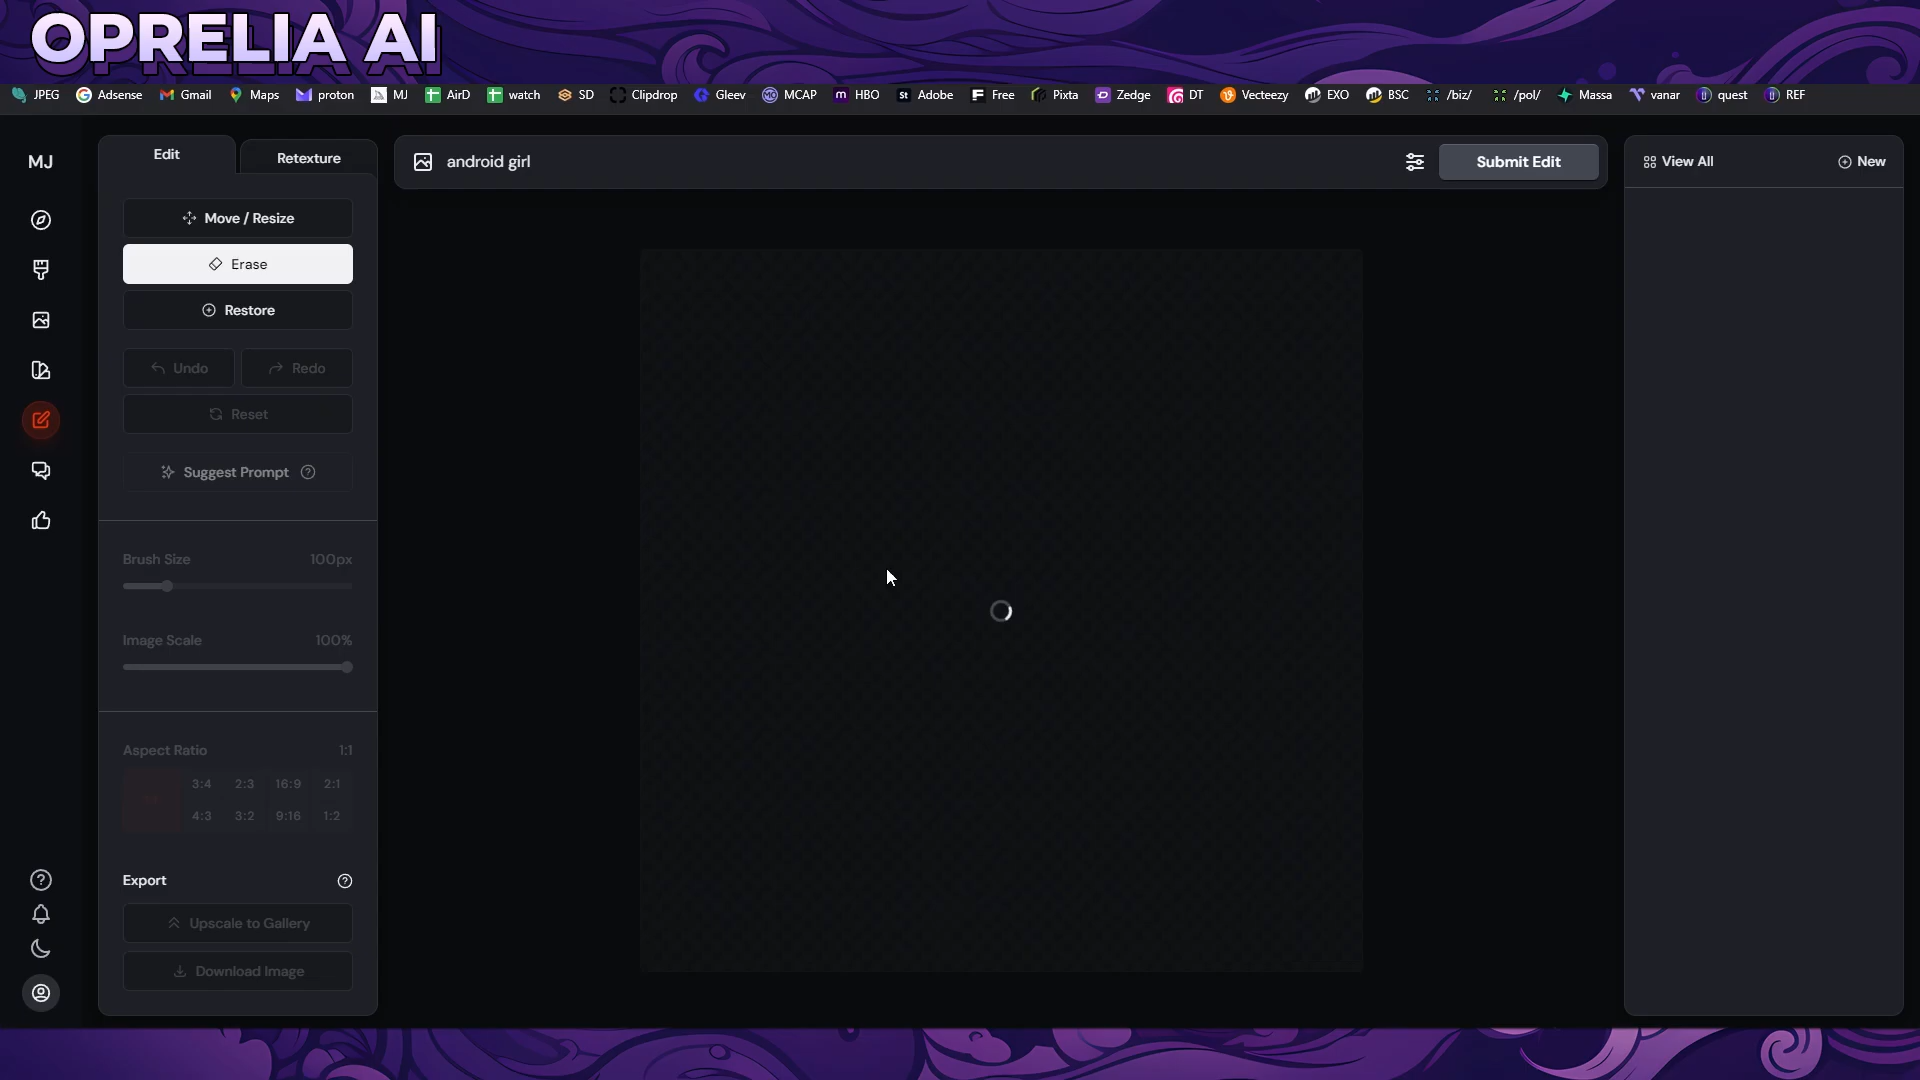 OPRELIA AI
JPEG Adsense Gmail Maps proton MJ AirD watch SD Clipdrop Gleev MCAP HBO Adobe Free Pixta Zedge DT Vecteezy EXO BSC /biz/ /pol/ Massa vanar quest REF
MJ
Edit
Retexture
android girl
Submit Edit
View All
New
Move / Resize
Erase
Restore
Undo
Redo
Reset
Suggest Prompt
Brush Size 100px
Image Scale 100%
Aspect Ratio 1:1
3:4 2:3 16:9 2:1
4:3 3:2 9:16 1:2
Export
Upscale to Gallery
Download Image